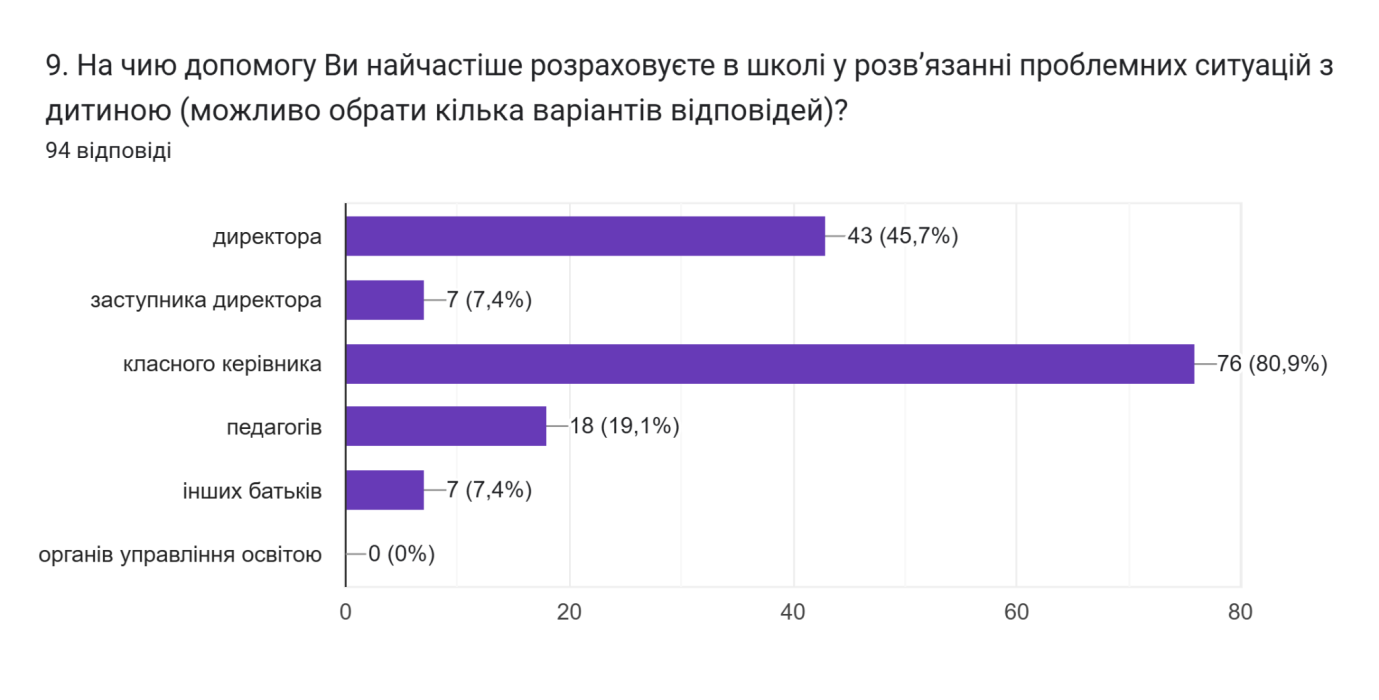 9. На чию допомогу Ви найчастіше розраховуєте в школі у розв’язанні проблемних ситуацій з
дитиною (можливо обрати кілька варіантів відповідей)?
94 відповіді
директора 43 (45,7%)
заступника директора 7 (7,4%)
класного керівника 76 (80,9%)
педагогів 18 (19,1%)
інших батьків 7 (7,4%)
органів управління освітою 0 (0%)
0 20 40 60 80